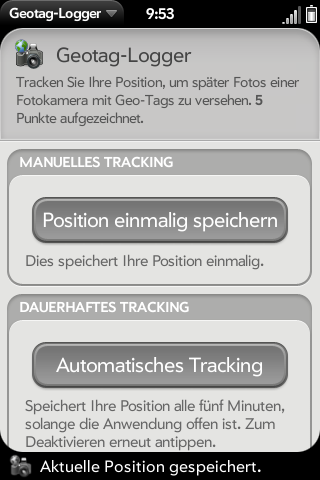 Geotag-Logger
9:53
Geotag-Logger
Tracken Sie Ihre Position, um später Fotos einer
Fotokamera mit Geo-Tags zu versehen. 5
Punkte aufgezeichnet.
MANUELLES TRACKING
Position einmalig speichern
Dies speichert Ihre Position einmalig.
DAUERHAFTES TRACKING
Automatisches Tracking
Speichert Ihre Position alle fünf Minuten,
solange die Anwendung offen ist. Zum
Deaktivieren erneut antippen.
Aktuelle Position gespeichert.